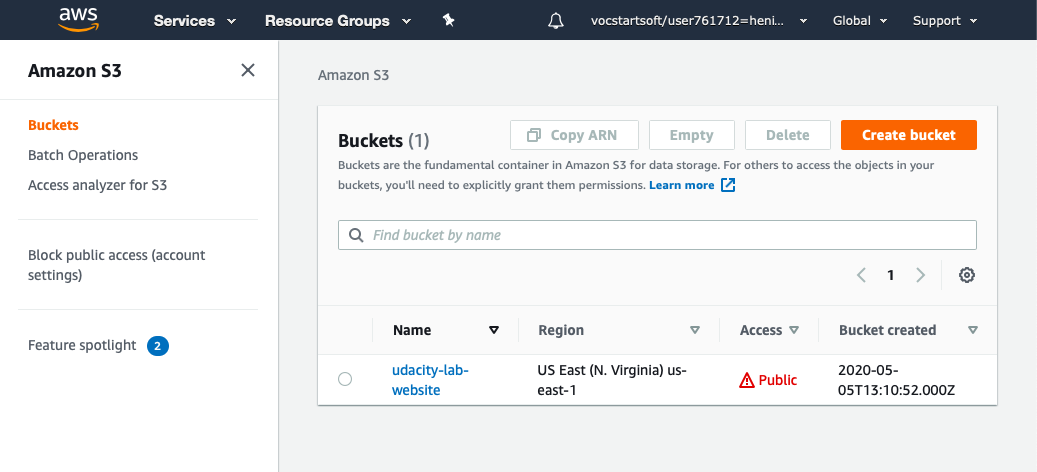 aws
Services
Resource Groups
vocstartsoft/user761712=heni...
Global
Support
Amazon S3
Buckets
Batch Operations
Access analyzer for S3
Block public access (account
settings)
Feature spotlight 2
Amazon S3
Buckets (1)
Copy ARN
Empty
Delete
Create bucket
Buckets are the fundamental container in Amazon S3 for data storage. For others to access the objects in your
buckets, you'll need to explicitly grant them permissions. Learn more
Find bucket by name
1
Name
Region
Access
Bucket created
udacity-lab-
website
US East (N. Virginia) us-
east-1
Public
2020-05-
05T13:10:52.000Z